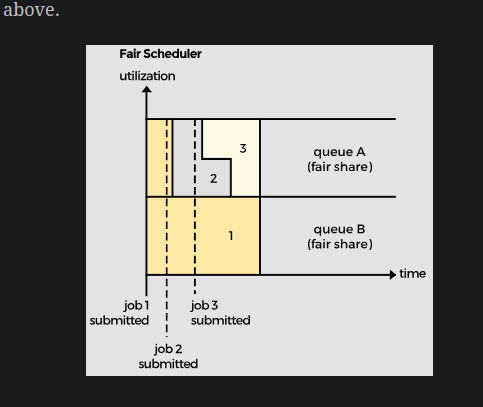 above.
Fair Scheduler
utilization
3
queue A
(fair share)
2
1
queue B
(fair share)
time
job 1
submitted
job 3
submitted
job 2
submitted